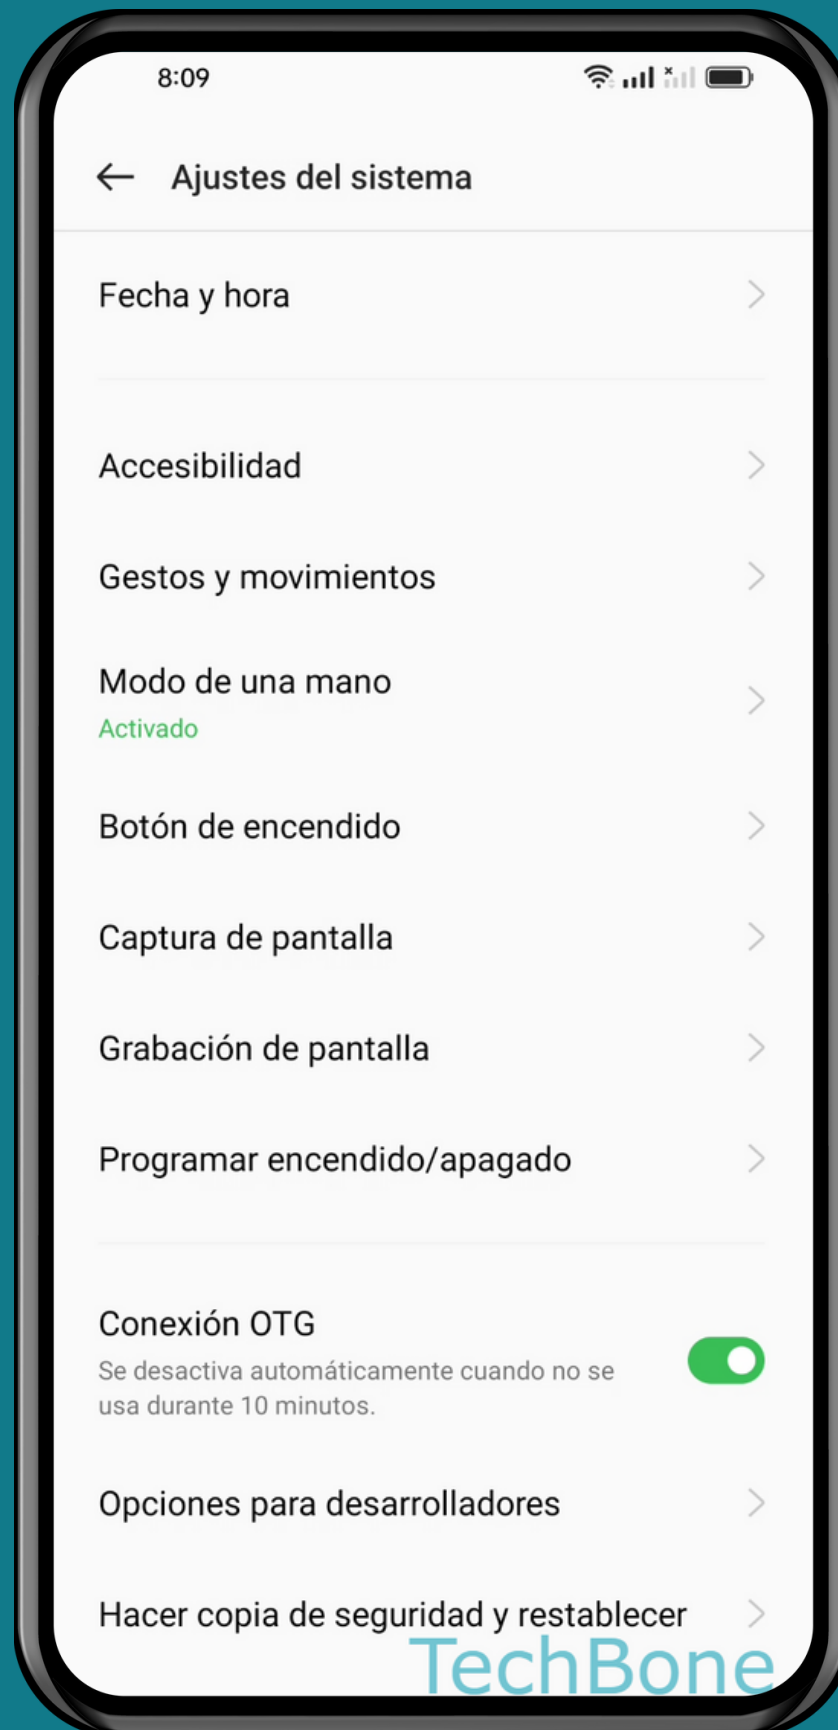 8:09
Ajustes del sistema
Fecha y hora
Accesibilidad
Gestos y movimientos
Modo de una mano
Activado
Botón de encendido
Captura de pantalla
Grabación de pantalla
Programar encendido/apagado
Conexión OTG
Se desactiva automáticamente cuando no se
usa durante 10 minutos.
Opciones para desarrolladores
Hacer copia de seguridad y restablecer
TechBone